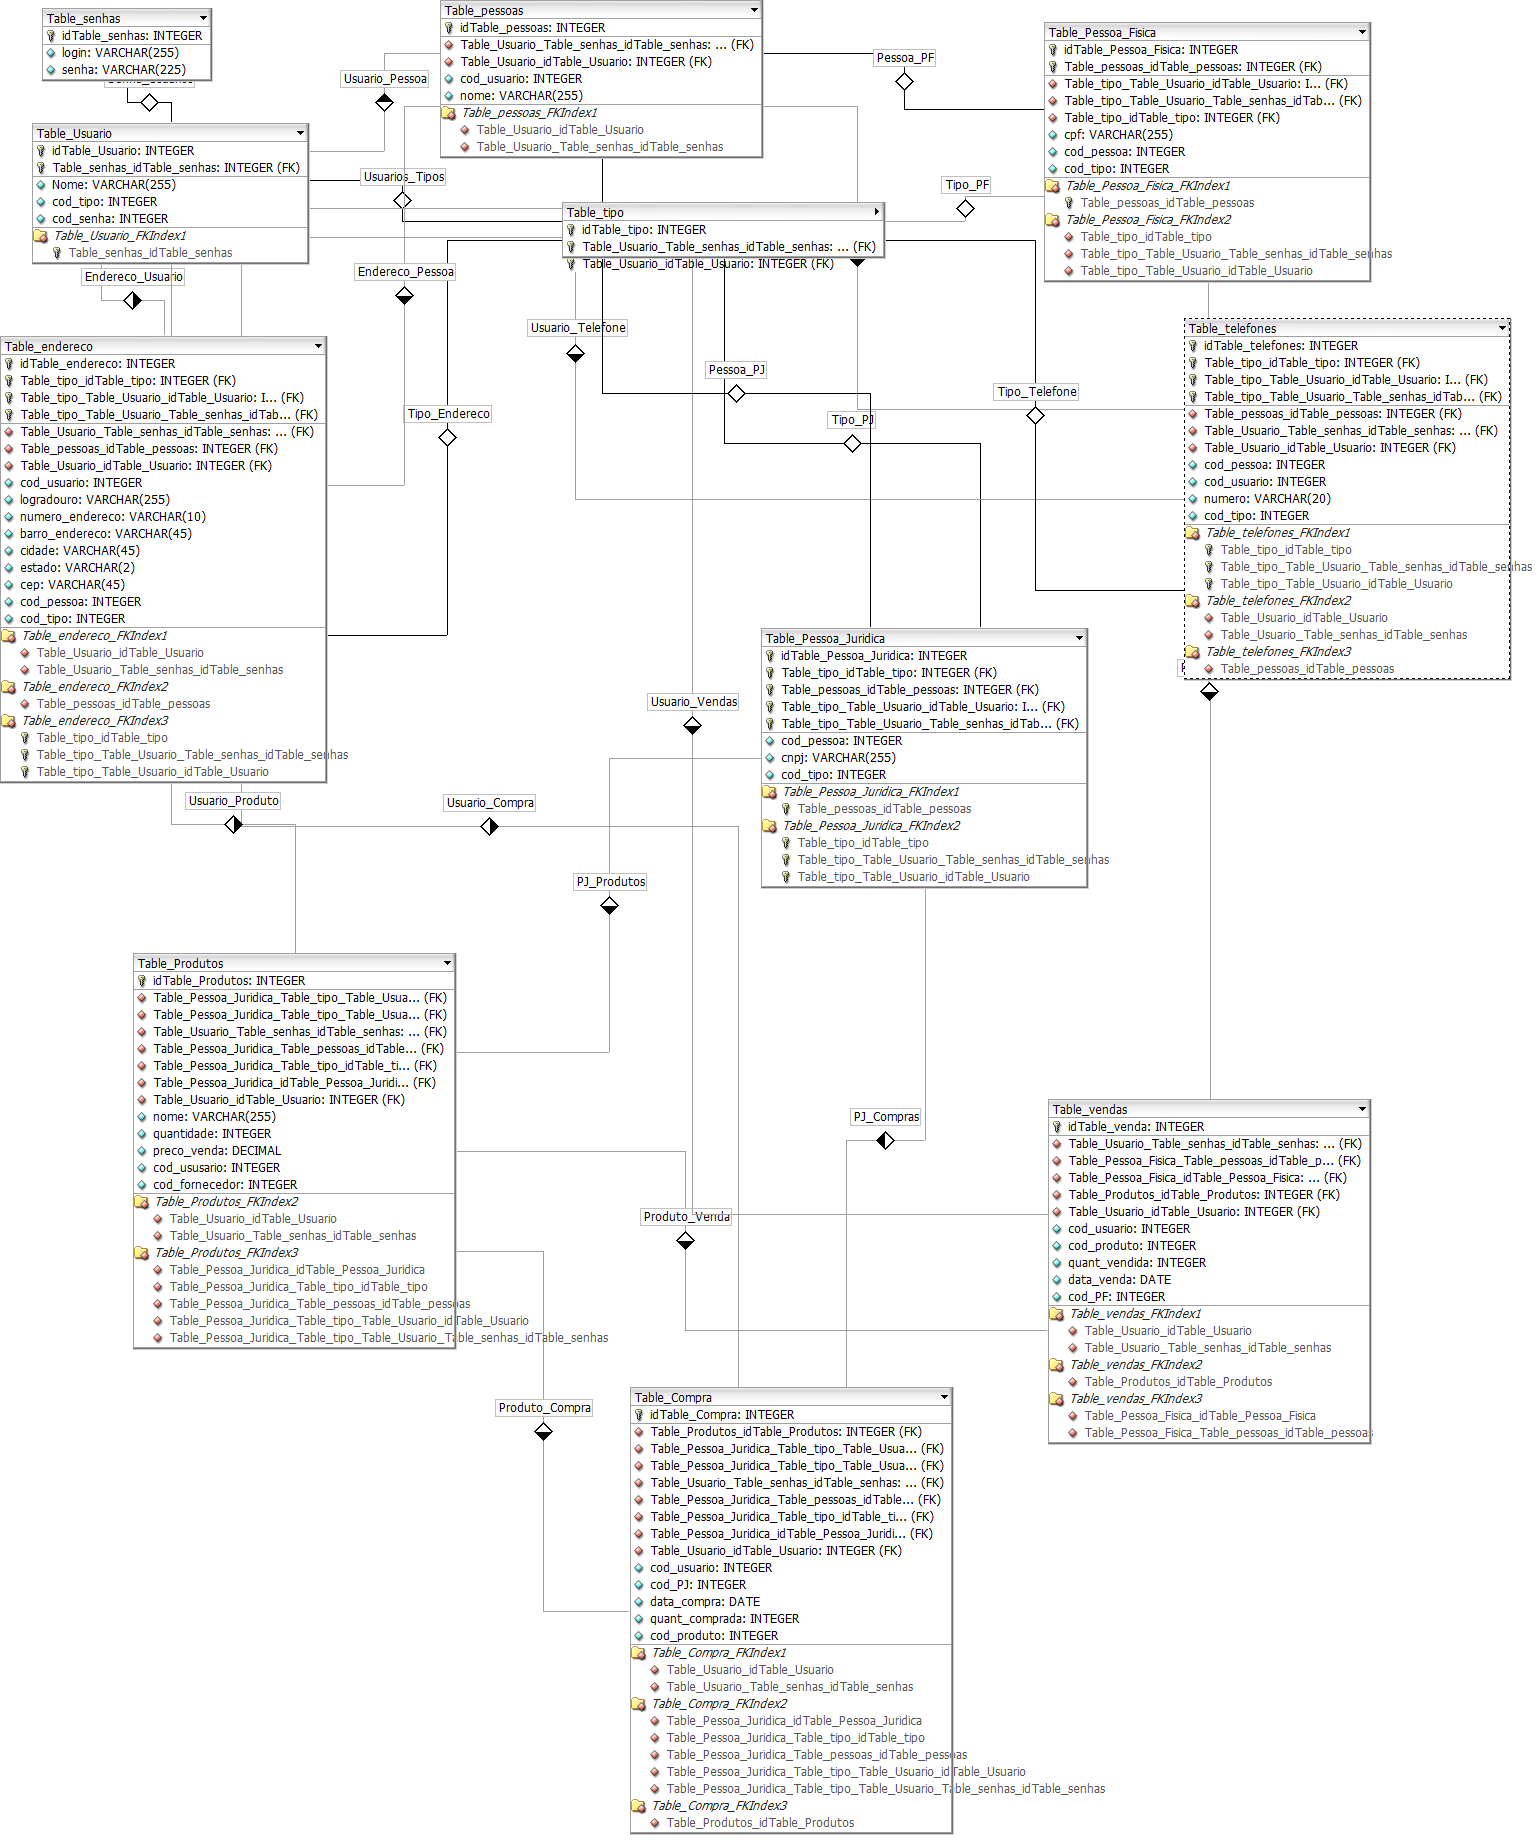 Table_senhas
idTable_senhas: INTEGER
login: VARCHAR(255)
senha: VARCHAR(225)
Table_pessoas
idTable_pessoas: INTEGER
Table_Usuario_Table_senhas_idTable_senhas: ... (FK)
Table_Usuario_idTable_Usuario: INTEGER (FK)
cod_usuario: INTEGER
nome: VARCHAR(255)
Table_pessoas_FKIndex1
Table_Usuario_idTable_Usuario
Table_Usuario_Table_senhas_idTable_senhas
Table_Pessoa_Fisica
idTable_Pessoa_Fisica: INTEGER
Table_pessoas_idTable_pessoas: INTEGER (FK)
Table_tipo_Table_Usuario_idTable_Usuario: I... (FK)
Table_tipo_Table_Usuario_Table_senhas_idTab... (FK)
Table_tipo_idTable_tipo: INTEGER (FK)
cpf: VARCHAR(255)
cod_pessoa: INTEGER
cod_tipo: INTEGER
Table_Pessoa_Fisica_FKIndex1
Table_pessoas_idTable_pessoas
Table_Pessoa_Fisica_FKIndex2
Table_tipo_idTable_tipo
Table_tipo_Table_Usuario_Table_senhas_idTable_senhas
Table_tipo_Table_Usuario_idTable_Usuario
Usuario_Pessoa
Pessoa_PF
Table_Usuario
idTable_Usuario: INTEGER
Table_senhas_idTable_senhas: INTEGER (FK)
Nome: VARCHAR(255)
cod_tipo: INTEGER
cod_senha: INTEGER
Table_Usuario_FKIndex1
Table_senhas_idTable_senhas
Usuarios_Tipos
Tipo_PF
Table_tipo
idTable_tipo: INTEGER
Table_Usuario_Table_senhas_idTable_senhas: ... (FK)
Table_Usuario_idTable_Usuario: INTEGER (FK)
Endereco_Usuario
Endereco_Pessoa
Usuario_Telefone
Pessoa_PJ
Tipo_Telefone
Tipo_Endereco
Tipo_PJ
Table_endereco
idTable_endereco: INTEGER
Table_tipo_idTable_tipo: INTEGER (FK)
Table_tipo_Table_Usuario_idTable_Usuario: I... (FK)
Table_tipo_Table_Usuario_Table_senhas_idTab... (FK)
Table_Usuario_Table_senhas_idTable_senhas: ... (FK)
Table_pessoas_idTable_pessoas: INTEGER (FK)
Table_Usuario_idTable_Usuario: INTEGER (FK)
cod_usuario: INTEGER
logradouro: VARCHAR(255)
numero_endereco: VARCHAR(10)
barro_endereco: VARCHAR(45)
cidade: VARCHAR(45)
estado: VARCHAR(2)
cep: VARCHAR(45)
cod_pessoa: INTEGER
cod_tipo: INTEGER
Table_endereco_FKIndex1
Table_Usuario_idTable_Usuario
Table_Usuario_Table_senhas_idTable_senhas
Table_endereco_FKIndex2
Table_pessoas_idTable_pessoas
Table_endereco_FKIndex3
Table_tipo_idTable_tipo
Table_tipo_Table_Usuario_Table_senhas_idTable_senhas
Table_tipo_Table_Usuario_idTable_Usuario
Table_telefones
idTable_telefones: INTEGER
Table_tipo_idTable_tipo: INTEGER (FK)
Table_tipo_Table_Usuario_idTable_Usuario: I... (FK)
Table_tipo_Table_Usuario_Table_senhas_idTab... (FK)
Table_pessoas_idTable_pessoas: INTEGER (FK)
Table_Usuario_Table_senhas_idTable_senhas: ... (FK)
Table_Usuario_idTable_Usuario: INTEGER (FK)
cod_pessoa: INTEGER
cod_usuario: INTEGER
numero: VARCHAR(20)
cod_tipo: INTEGER
Table_telefones_FKIndex1
Table_tipo_idTable_tipo
Table_tipo_Table_Usuario_Table_senhas_idTable_senhas
Table_tipo_Table_Usuario_idTable_Usuario
Table_telefones_FKIndex2
Table_Usuario_idTable_Usuario
Table_Usuario_Table_senhas_idTable_senhas
Table_telefones_FKIndex3
Table_pessoas_idTable_pessoas
Table_Pessoa_Juridica
idTable_Pessoa_Juridica: INTEGER
Table_tipo_idTable_tipo: INTEGER (FK)
Table_pessoas_idTable_pessoas: INTEGER (FK)
Table_tipo_Table_Usuario_idTable_Usuario: I... (FK)
Table_tipo_Table_Usuario_Table_senhas_idTab... (FK)
cod_pessoa: INTEGER
cnpj: VARCHAR(255)
cod_tipo: INTEGER
Table_Pessoa_Juridica_FKIndex1
Table_pessoas_idTable_pessoas
Table_Pessoa_Juridica_FKIndex2
Table_tipo_idTable_tipo
Table_tipo_Table_Usuario_Table_senhas_idTable_senhas
Table_tipo_Table_Usuario_idTable_Usuario
Usuario_Vendas
Usuario_Produto
Usuario_Compra
PJ_Produtos
Table_Produtos
idTable_Produtos: INTEGER
Table_Pessoa_Juridica_Table_tipo_Table_Usua... (FK)
Table_Pessoa_Juridica_Table_tipo_Table_Usua... (FK)
Table_Usuario_Table_senhas_idTable_senhas: ... (FK)
Table_Pessoa_Juridica_Table_pessoas_idTable... (FK)
Table_Pessoa_Juridica_Table_tipo_idTable_ti... (FK)
Table_Pessoa_Juridica_idTable_Pessoa_Juridi... (FK)
Table_Usuario_idTable_Usuario: INTEGER (FK)
nome: VARCHAR(255)
quantidade: INTEGER
preco_venda: DECIMAL
cod_ususario: INTEGER
cod_fornecedor: INTEGER
Table_Produtos_FKIndex2
Table_Usuario_idTable_Usuario
Table_Usuario_Table_senhas_idTable_senhas
Table_Produtos_FKIndex3
Table_Pessoa_Juridica_idTable_Pessoa_Juridica
Table_Pessoa_Juridica_Table_tipo_idTable_tipo
Table_Pessoa_Juridica_Table_pessoas_idTable_pessoas
Table_Pessoa_Juridica_Table_tipo_Table_Usuario_idTable_Usuario
Table_Pessoa_Juridica_Table_tipo_Table_Usuario_Table_senhas_idTable_senhas
PJ_Compras
Produto_Venda
Produto_Compra
Table_vendas
idTable_venda: INTEGER
Table_Usuario_Table_senhas_idTable_senhas: ... (FK)
Table_Pessoa_Fisica_Table_pessoas_idTable_p... (FK)
Table_Pessoa_Fisica_idTable_Pessoa_Fisica: ... (FK)
Table_Produtos_idTable_Produtos: INTEGER (FK)
Table_Usuario_idTable_Usuario: INTEGER (FK)
cod_usuario: INTEGER
cod_produto: INTEGER
quant_vendida: INTEGER
data_venda: DATE
cod_PF: INTEGER
Table_vendas_FKIndex1
Table_Usuario_idTable_Usuario
Table_Usuario_Table_senhas_idTable_senhas
Table_vendas_FKIndex2
Table_Produtos_idTable_Produtos
Table_vendas_FKIndex3
Table_Pessoa_Fisica_idTable_Pessoa_Fisica
Table_Pessoa_Fisica_Table_pessoas_idTable_pessoas
Table_Compra
idTable_Compra: INTEGER
Table_Produtos_idTable_Produtos: INTEGER (FK)
Table_Pessoa_Juridica_Table_tipo_Table_Usua... (FK)
Table_Pessoa_Juridica_Table_tipo_Table_Usua... (FK)
Table_Usuario_Table_senhas_idTable_senhas: ... (FK)
Table_Pessoa_Juridica_Table_pessoas_idTable... (FK)
Table_Pessoa_Juridica_Table_tipo_idTable_ti... (FK)
Table_Pessoa_Juridica_idTable_Pessoa_Juridi... (FK)
Table_Usuario_idTable_Usuario: INTEGER (FK)
cod_usuario: INTEGER
cod_PJ: INTEGER
data_compra: DATE
quant_comprada: INTEGER
cod_produto: INTEGER
Table_Compra_FKIndex1
Table_Usuario_idTable_Usuario
Table_Usuario_Table_senhas_idTable_senhas
Table_Compra_FKIndex2
Table_Pessoa_Juridica_idTable_Pessoa_Juridica
Table_Pessoa_Juridica_Table_tipo_idTable_tipo
Table_Pessoa_Juridica_Table_pessoas_idTable_pessoas
Table_Pessoa_Juridica_Table_tipo_Table_Usuario_idTable_Usuario
Table_Pessoa_Juridica_Table_tipo_Table_Usuario_Table_senhas_idTable_senhas
Table_Compra_FKIndex3
Table_Produtos_idTable_Produtos